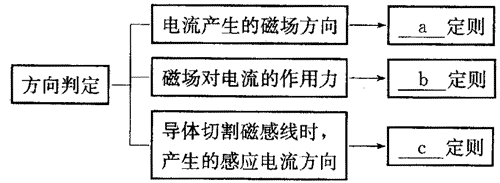 电流产生的磁场方向
a 定则
方向判定
磁场对电流的作用力
b 定则
导体切割磁感线时，
产生的感应电流方向
c 定则